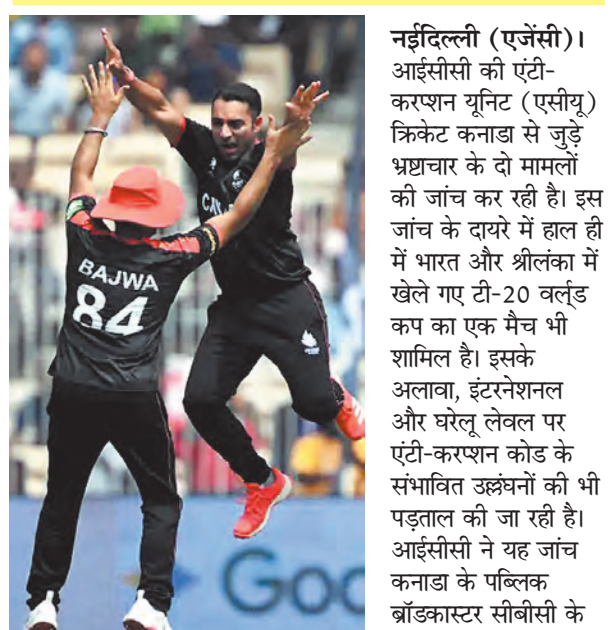 नईदिल्ली (एजेंसी)।
आईसीसी की एंटी-
करप्शन यूनिट (एसीयू)
क्रिकेट कनाडा से जुड़े
भ्रष्टाचार के दो मामलों
की जांच कर रही है। इस
जांच के दायरे में हाल ही
में भारत और श्रीलंका में
खेले गए टी-20 वर्ल्ड
कप का एक मैच भी
शामिल है। इसके
अलावा, इंटरनेशनल
और घरेलू लेवल पर
एंटी-करप्शन कोड के
संभावित उल्लंघनों की भी
पड़ताल की जा रही है।
आईसीसी ने यह जांच
कनाडा के पब्लिक
ब्रॉडकास्टर सीबीसी के
BAJWA
84